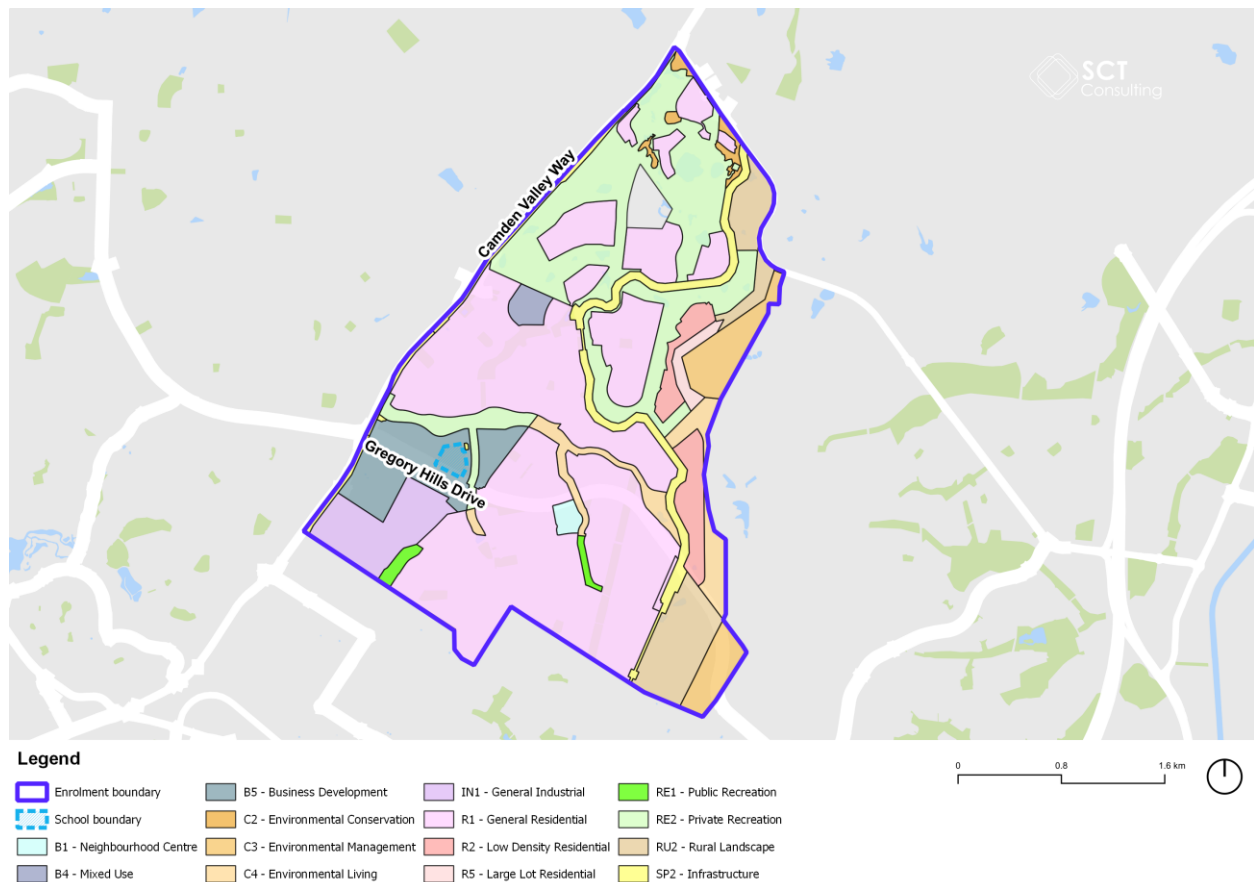 SCT
Consulting
Camden Valley Way
Gregory Hills Drive
Legend
Enrolment boundary
School boundary
B1 - Neighbourhood Centre
B4 - Mixed Use
B5 - Business Development
C2 - Environmental Conservation
C3 - Environmental Management
C4 - Environmental Living
IN1 - General Industrial
R1 - General Residential
R2 - Low Density Residential
R5 - Large Lot Residential
RE1 - Public Recreation
RE2 - Private Recreation
RU2 - Rural Landscape
SP2 - Infrastructure
0 0.8 1.6 km